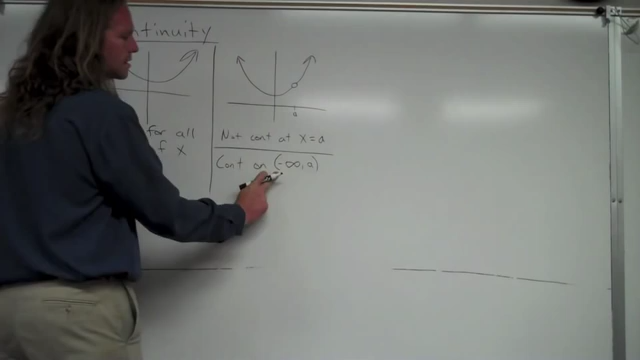 ntinuity
a
for all
f X
Not cont at X=a
Cont on (-∞,a)